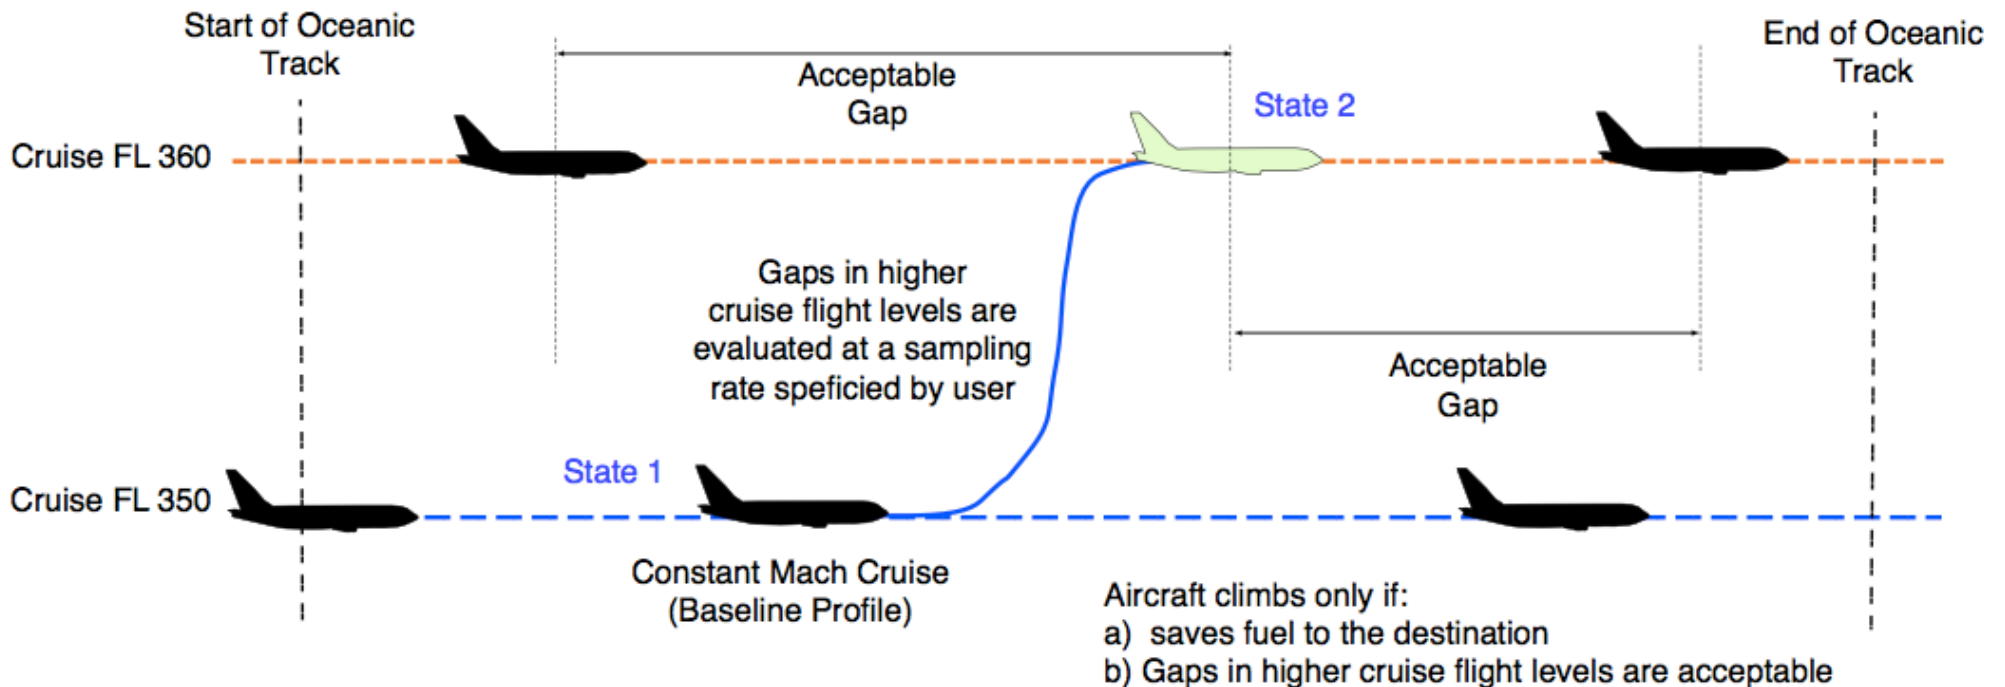 Start of Oceanic
Track
End of Oceanic
Track
Acceptable
Gap
State 2
Cruise FL 360
Gaps in higher
cruise flight levels are
evaluated at a sampling
rate speficied by user
Acceptable
Gap
State 1
Cruise FL 350
Constant Mach Cruise
(Baseline Profile)
Aircraft climbs only if:
a) saves fuel to the destination
b) Gaps in higher cruise flight levels are acceptable